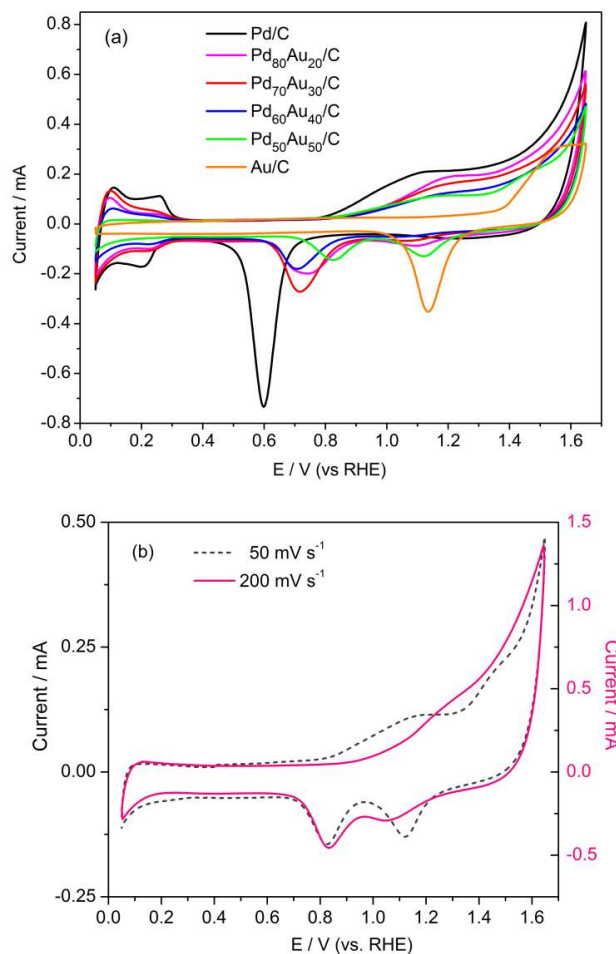 (a)
Pd/C
Pd₈₀Au₂₀/C
Pd₇₀Au₃₀/C
Pd₆₀Au₄₀/C
Pd₅₀Au₅₀/C
Au/C
Current / mA
0.8
0.6
0.4
0.2
0.0
-0.2
-0.4
-0.6
-0.8
0.0 0.2 0.4 0.6 0.8 1.0 1.2 1.4 1.6
E / V (vs RHE)
(b)
50 mV s⁻¹
200 mV s⁻¹
Current / mA
0.50
0.25
0.00
-0.25
1.5
1.0
0.5
0.0
-0.5
Current / mA
0.0 0.2 0.4 0.6 0.8 1.0 1.2 1.4 1.6
E / V (vs. RHE)